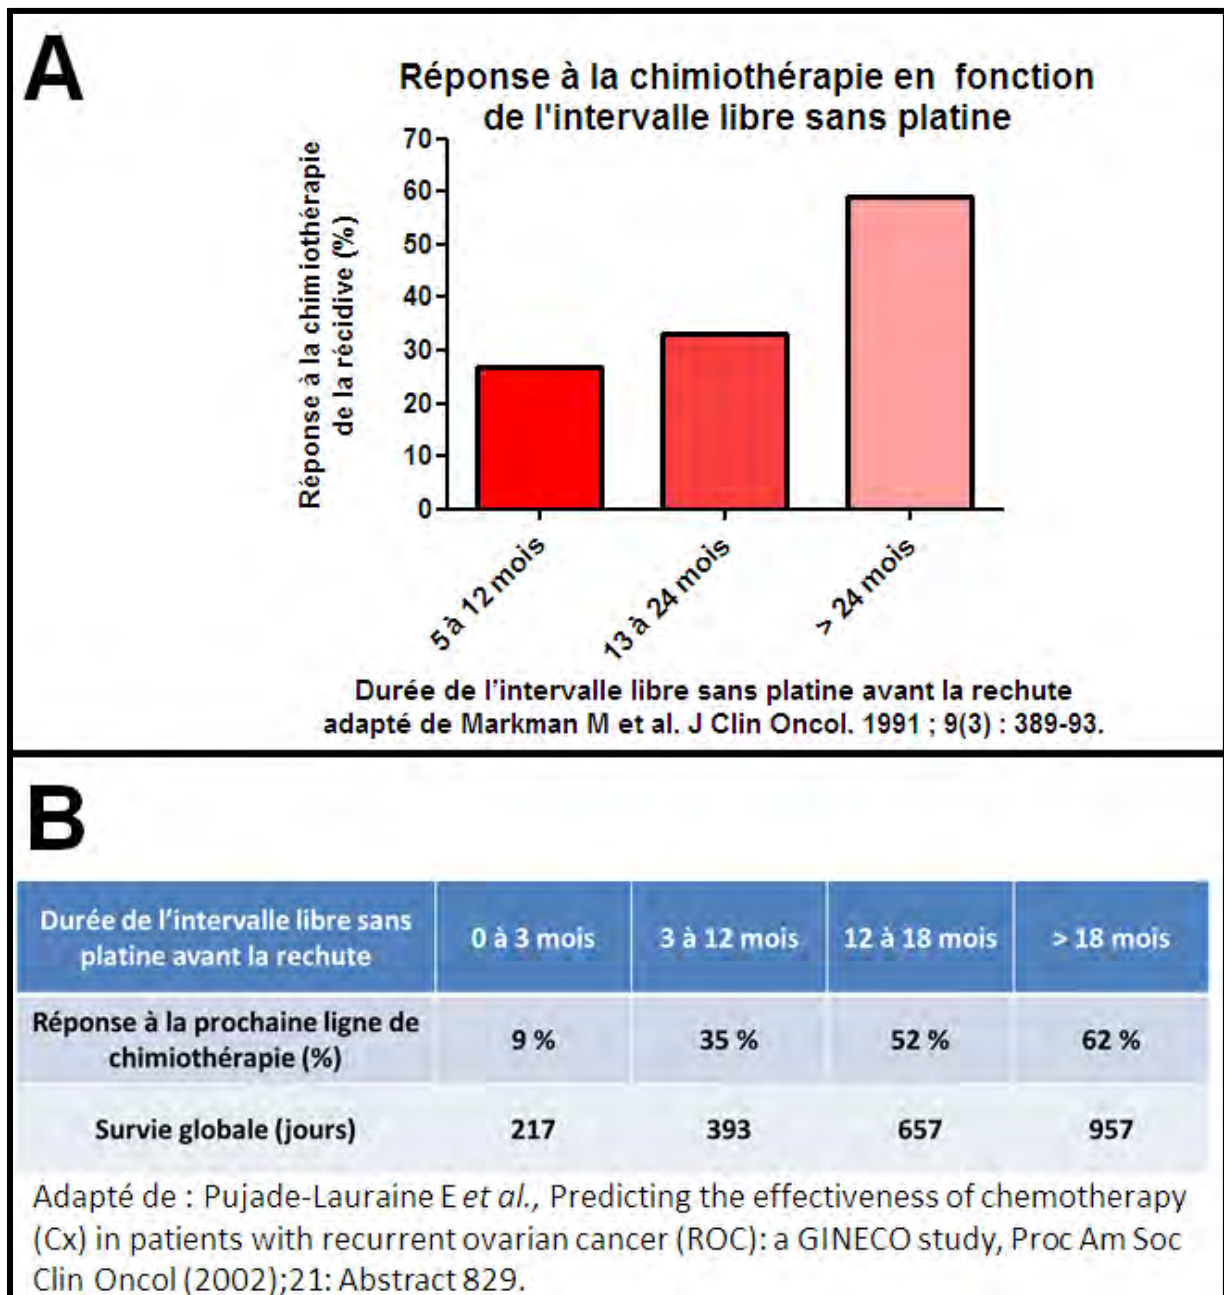 A
Réponse à la chimiothérapie en fonction
de l'intervalle libre sans platine
Réponse à la chimiothérapie
de la récidive (%)
70
60
50
40
30
20
10
0
5 à 12 mois
13 à 24 mois
> 24 mois
Durée de l'intervalle libre sans platine avant la rechute
adapté de Markman M et al. J Clin Oncol. 1991 ; 9(3) : 389-93.
B
Durée de l'intervalle libre sans
platine avant la rechute
0 à 3 mois
3 à 12 mois
12 à 18 mois
> 18 mois
Réponse à la prochaine ligne de
chimiothérapie (%)
9 %
35 %
52 %
62 %
Survie globale (jours)
217
393
657
957
Adapté de : Pujade-Lauraine E et al., Predicting the effectiveness of chemotherapy
(Cx) in patients with recurrent ovarian cancer (ROC): a GINECO study, Proc Am Soc
Clin Oncol (2002);21: Abstract 829.